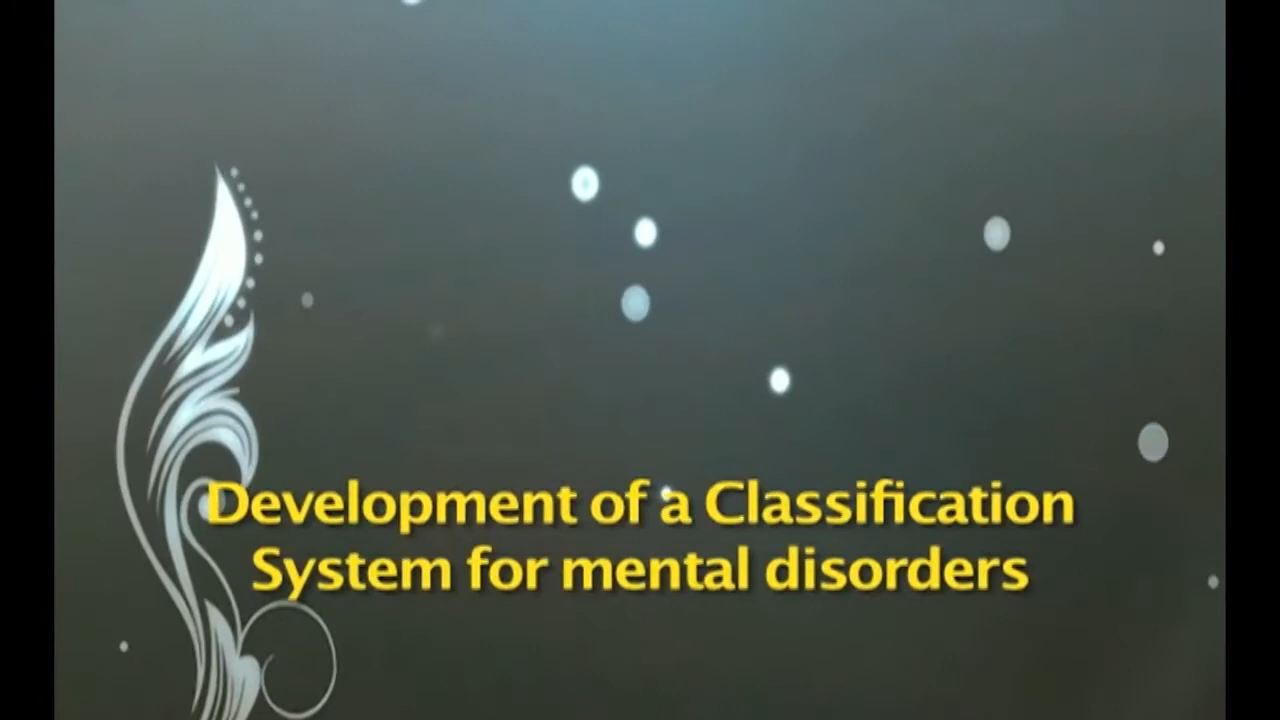 Development of a Classification
System for mental disorders